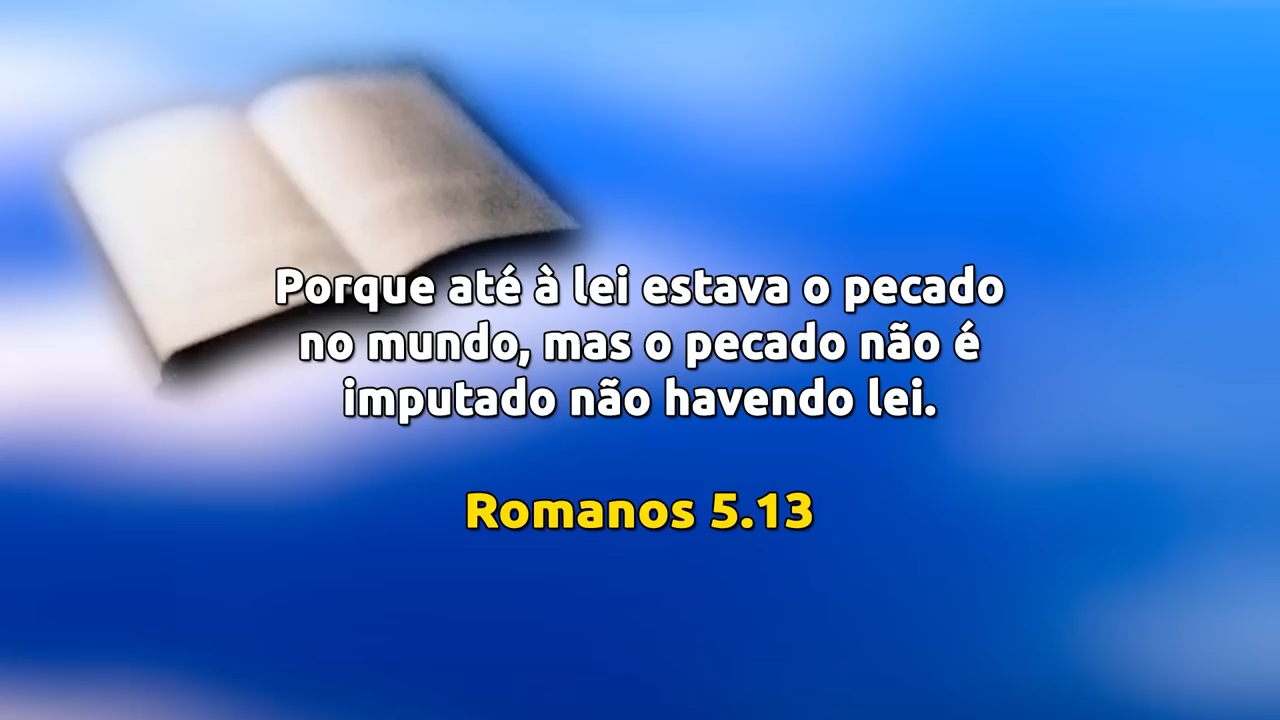 Porque até à lei estava o pecado
no mundo, mas o pecado não é
imputado não havendo lei.
Romanos 5.13